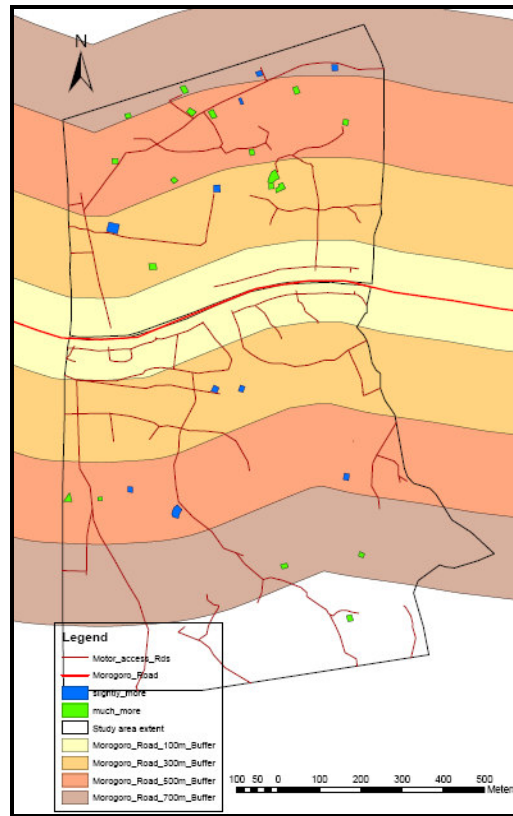 N
Legend
Motor_access_Rds
Morogoro_Road
slightly_more
much_more
Study area extent
Morogoro_Road_100m_Buffer
Morogoro_Road_300m_Buffer
Morogoro_Road_500m_Buffer
Morogoro_Road_700m_Buffer
100 50 0 100 200 300 400 500
Meters